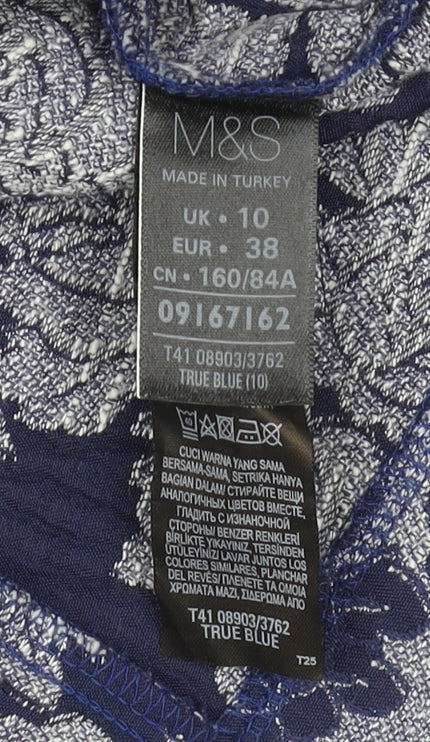 M&S
MADE IN TURKEY
UK • 10
EUR • 38
CN • 160/84A
09167162
T41 08903/3762
TRUE BLUE (10)
CUCI WARNA YANG SAMA
BERSAMA-SAMA, SETRIKA HANYA
BAGIAN DALAM/ СТИРАЙТЕ ВЕЩИ
АНАЛОГИЧНЫХ ЦВЕТОВ ВМЕСТЕ,
ГЛАДИТЬ С ИЗНАНОЧНОЙ
СТОРОНЫ/ BENZER RENKLERİ
BİRLİKTE YIKAYINIZ, TERSİNDEN
ÜTÜLEYİNİZ/ LAVAR JUNTOS LOS
COLORES SIMILARES, PLANCHAR
DEL REVÉS/ ΠΛΕΝΕΤΕ ΤΑ ΟΜΟΙΑ
ΧΡΩΜΑΤΑ ΜΑΖΙ, ΣΙΔΕΡΩΜΑ ΑΠΟ
T41 08903/3762
TRUE BLUE
T25